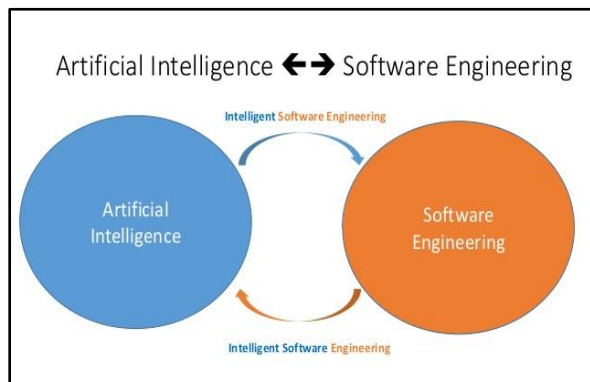 Artificial Intelligence ←→ Software Engineering
Intelligent Software Engineering
Artificial
Intelligence
Software
Engineering
Intelligent Software Engineering